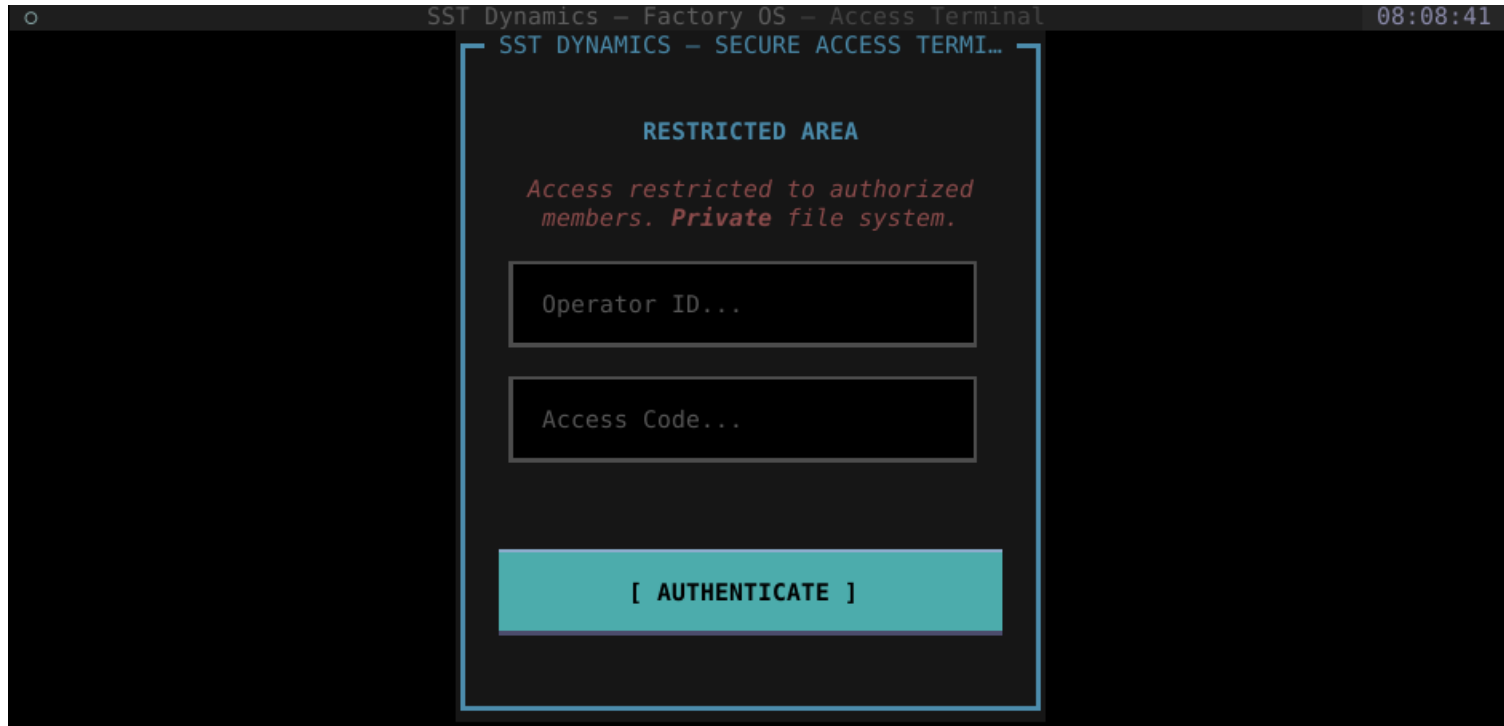 SST Dynamics — Factory OS — Access Terminal
08:08:41
SST DYNAMICS — SECURE ACCESS TERMI…
RESTRICTED AREA
Access restricted to authorized
members. Private file system.
Operator ID...
Access Code...
[ AUTHENTICATE ]